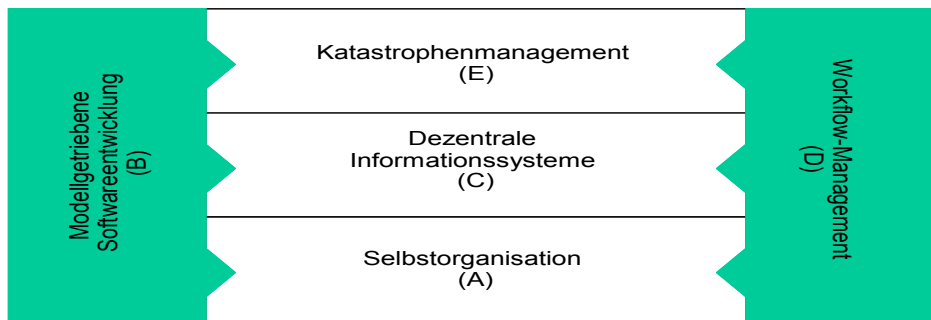 Modellgetriebene
Softwareentwicklung
(B)
Katastrophenmanagement
(E)
Dezentrale
Informationssysteme
(C)
Selbstorganisation
(A)
Workflow-Management
(D)